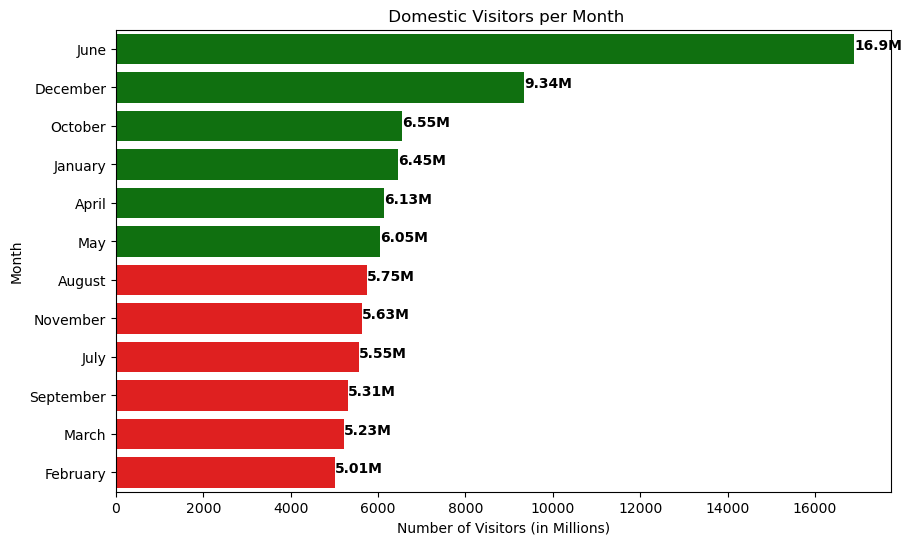 Domestic Visitors per Month
June
16.9M
December
9.34M
October
6.55M
January
6.45M
April
6.13M
May
6.05M
August
5.75M
November
5.63M
July
5.55M
September
5.31M
March
5.23M
February
5.01M
Month
0 2000 4000 6000 8000 10000 12000 14000 16000
Number of Visitors (in Millions)